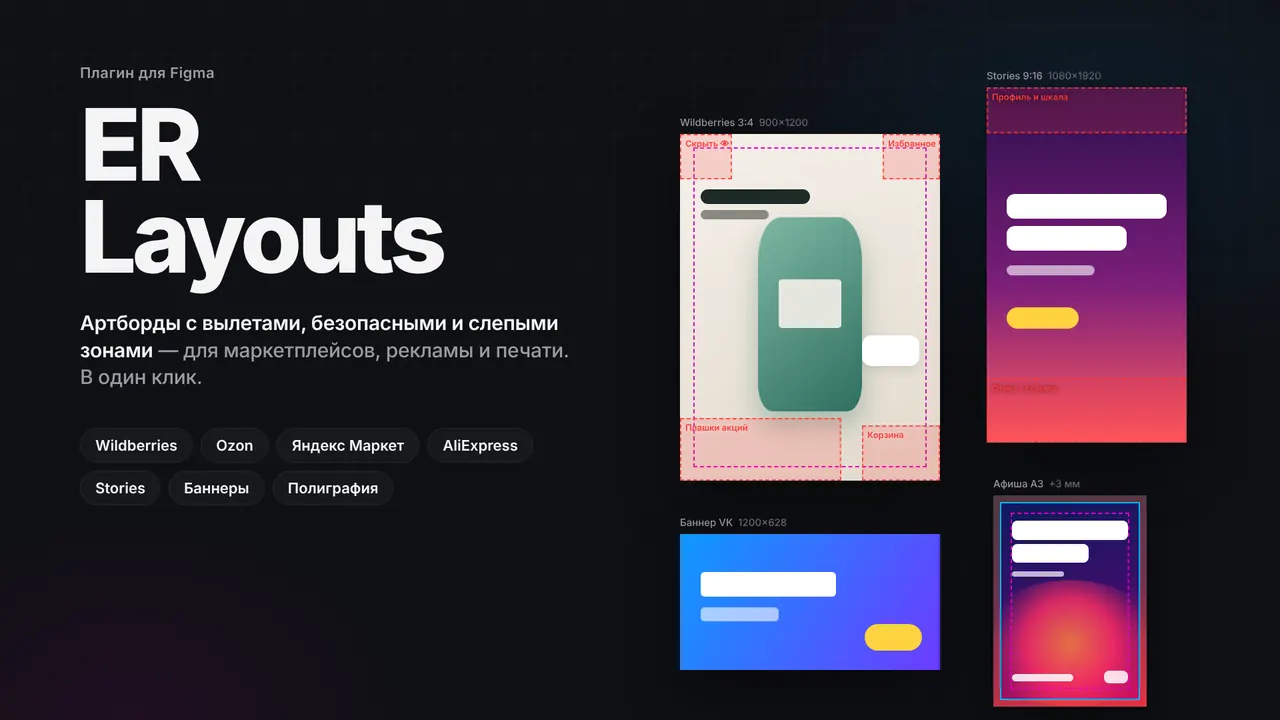 Плагин для Figma
ER
Layouts
Артборды с вылетами, безопасными и слепыми
зонами — для маркетплейсов, рекламы и печати.
В один клик.
Wildberries
Ozon
Яндекс Маркет
AliExpress
Stories
Баннеры
Полиграфия
Wildberries 3:4 900×1200
Скрыть
Избранное
Плашки акций
Корзина
Баннер VK 1200×628
Stories 9:16 1080×1920
Профиль и шкала
Афиша A3 +3 мм